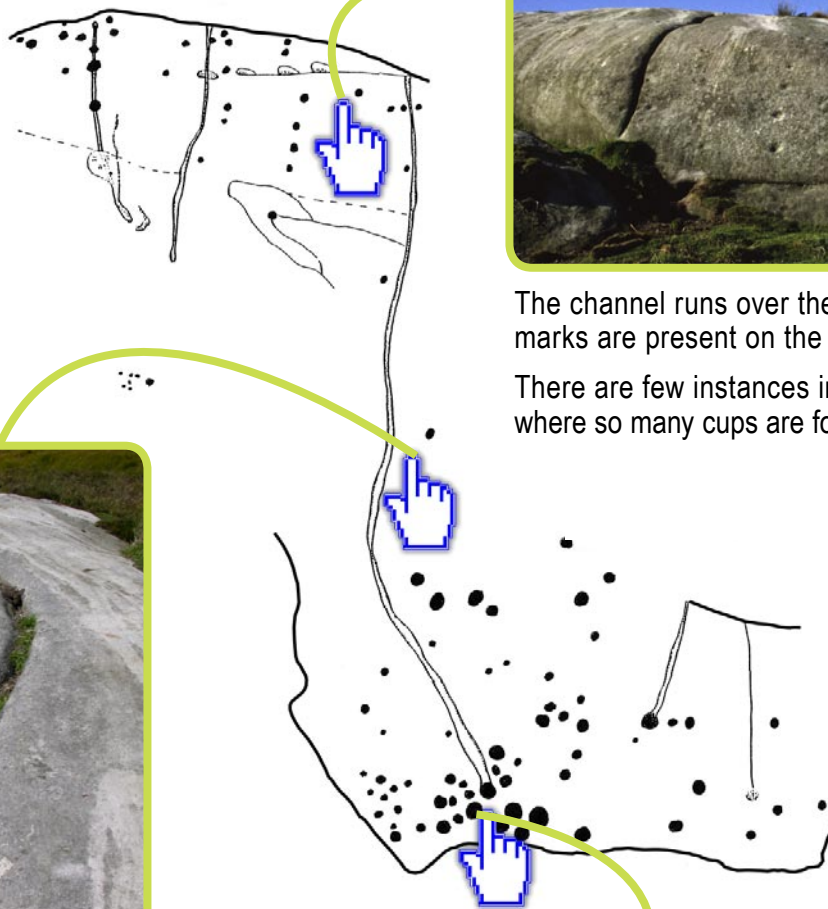 The channel runs over the
marks are present on the
There are few instances in
where so many cups are fo